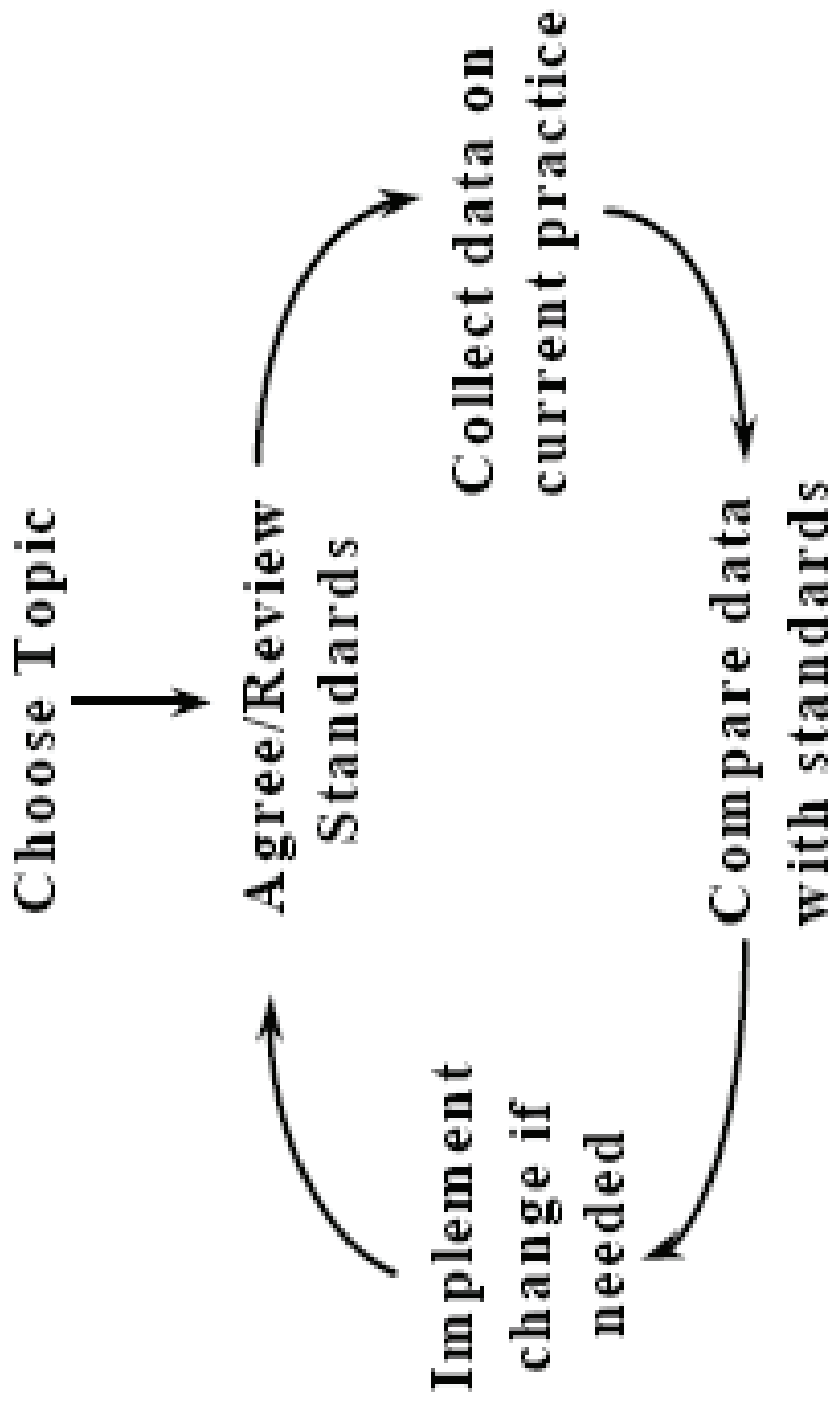 Choose Topic
Agree/Review
Standards
Collect data on
current practice
Compare data
with standards
Implement
change if
needed